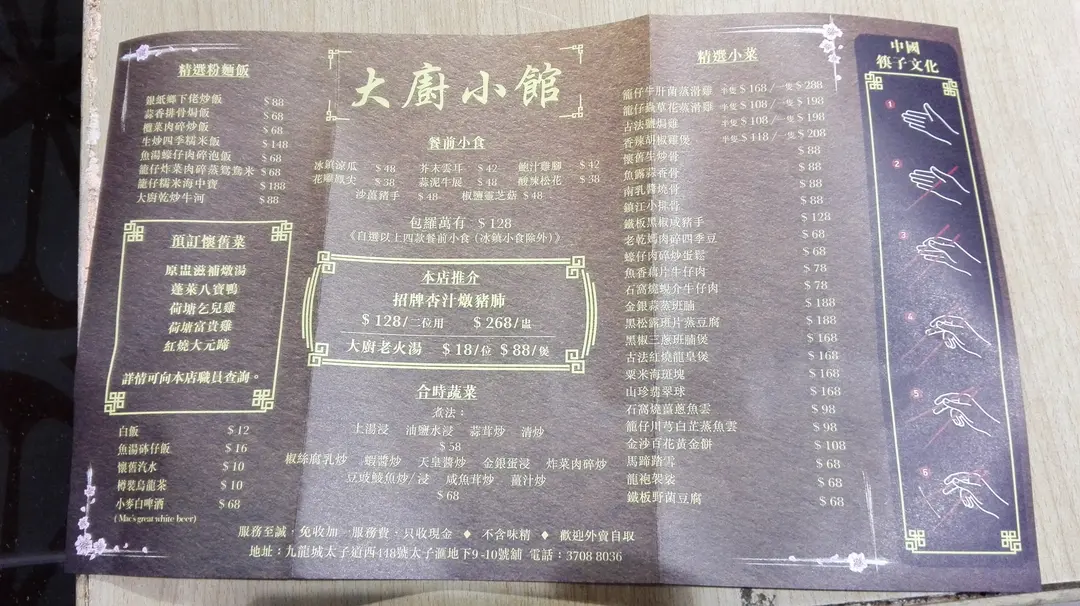 精選粉麵飯
銀蚝鄉下佬炒飯 $88
蒜香排骨焗飯 $68
欖菜肉碎炒飯 $68
生炒四季糯米飯 $148
魚湯蠔仔肉碎泡飯 $68
籠仔炸菜肉碎蒸鴛鴦米 $68
籠仔糯米海中寶 $188
大廚乾炒牛河 $88
預訂懷舊菜
原盅滋補燉湯
蓬萊八寶鴨
荷塘乞兒雞
荷塘富貴雞
紅燒大元蹄
詳情可向本店職員查詢。
白飯 $12
魚湯砵仔飯 $16
懷舊汽水 $10
樽裝烏龍茶 $10
小麥白啤酒 $68
(Mac's great white beer)
大廚小館
餐前小食
冰鎮涼瓜 $48 芥末雲耳 $42 鮑汁雞腳 $42
花雕鳳尖 $38 蒜泥牛展 $48 酸辣松花 $38
沙薑豬手 $48 椒鹽靈芝菇 $48
包羅萬有 $128
《自選以上四款餐前小食 (冰鎮小食除外)》
本店推介
招牌杏汁燉豬肺
$128/二位用 $268/盅
大廚老火湯 $18/位 $88/煲
合時蔬菜
煮法：
上湯浸 油鹽水浸 蒜茸炒 清炒
$58
椒絲腐乳炒 蝦醬炒 天皇醬炒 金銀蛋浸 炸菜肉碎炒
豆豉鯪魚炒/浸 咸魚茸炒 薑汁炒
$68
精選小菜
籠仔牛肝菌蒸滑雞 半隻$168/一隻$288
籠仔蟲草花蒸滑雞 半隻$108/一隻$198
古法鹽焗雞 半隻$108/一隻$198
香辣胡椒雞煲 半隻$118/一隻$208
懷舊生炒骨 $88
魚露蒜香骨 $88
南乳醬燒骨 $88
鎮江小排骨 $88
鐵板黑椒咸豬手 $128
老乾媽肉碎四季豆 $68
蠔仔肉碎炒蛋鬆 $68
魚香藕片牛仔肉 $78
石窩燒燶介牛仔肉 $78
金銀蒜蒸班腩 $188
黑松露班片蒸豆腐 $188
黑椒三蔥班腩煲 $168
古法紅燒龍皇煲 $168
粟米海班塊 $168
山珍翡翠球 $168
石窩燒薑蔥魚雲 $98
籠仔川芎白芷蒸魚雲 $98
金沙百花黃金餅 $108
馬蹄踏雪 $68
龍袍袈裟 $68
鐵板野菌豆腐 $68
中國
筷子文化
1
2
3
4
5
6
服務至誠，免收加一服務費，只收現金 ◆ 不含味精 ◆ 歡迎外賣自取
地址：九龍城太子道西448號太子滙地下9-10號舖 電話：3708 8036